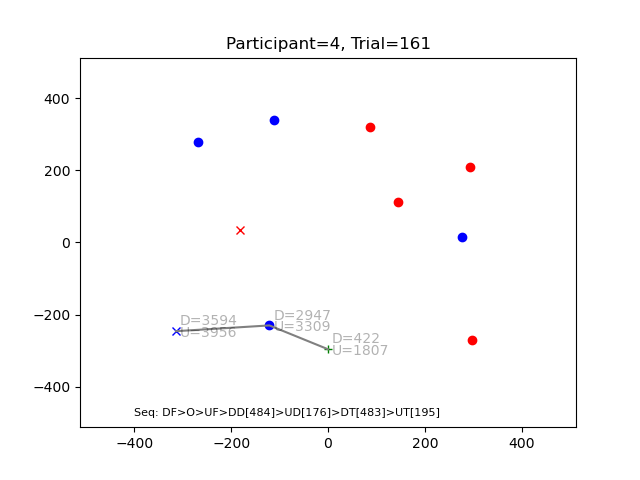 Participant=4, Trial=161
400
200
0
−200
−400
D=3594
U=3956
D=2947
U=3309
D=422
U=1807
Seq: DF>O>UF>DD[484]>UD[176]>DT[483]>UT[195]
−400
−200
0
200
400